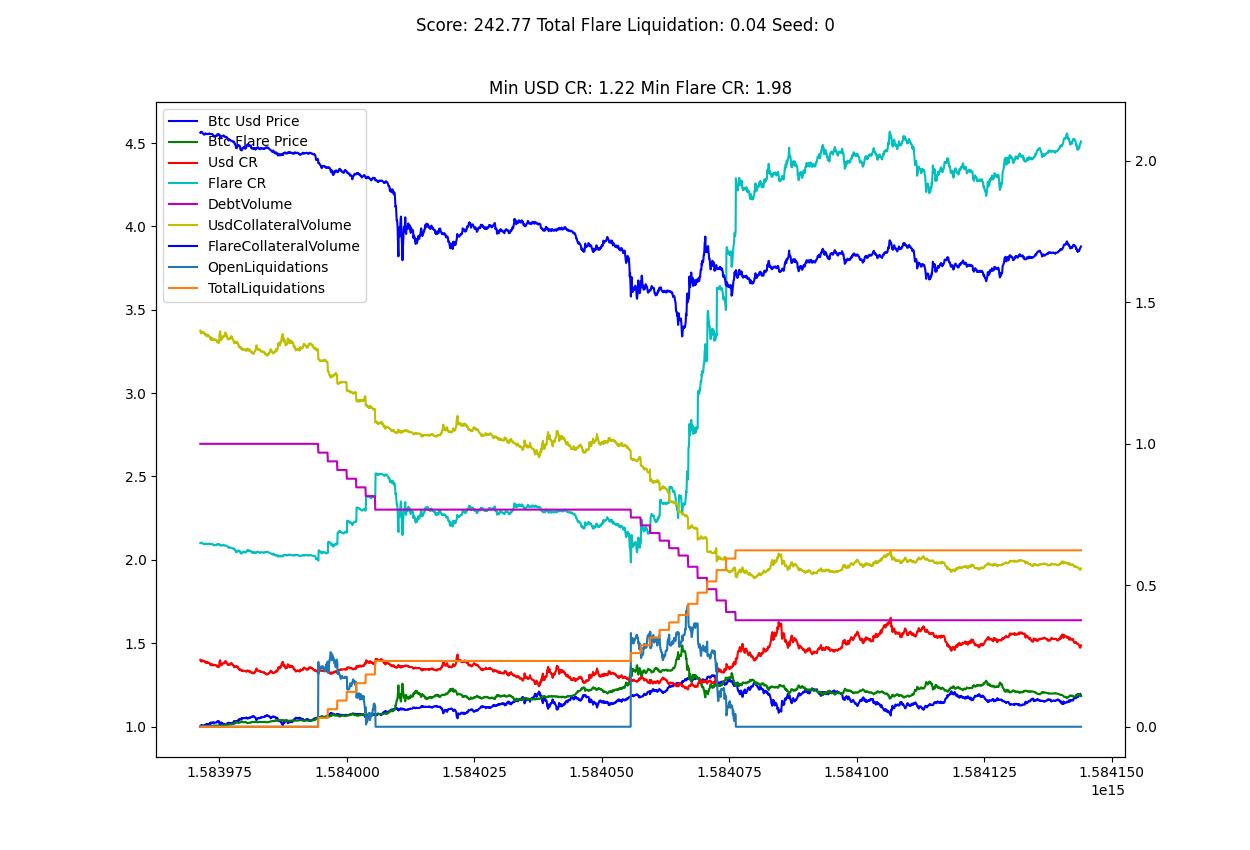 Score: 242.77 Total Flare Liquidation: 0.04 Seed: 0
Min USD CR: 1.22 Min Flare CR: 1.98
Btc Usd Price
Btc Flare Price
Usd CR
Flare CR
DebtVolume
UsdCollateralVolume
FlareCollateralVolume
OpenLiquidations
TotalLiquidations
4.5
4.0
3.5
3.0
2.5
2.0
1.5
1.0
2.0
1.5
1.0
0.5
0.0
1.583975 1.584000 1.584025 1.584050 1.584075 1.584100 1.584125 1.584150
1e15